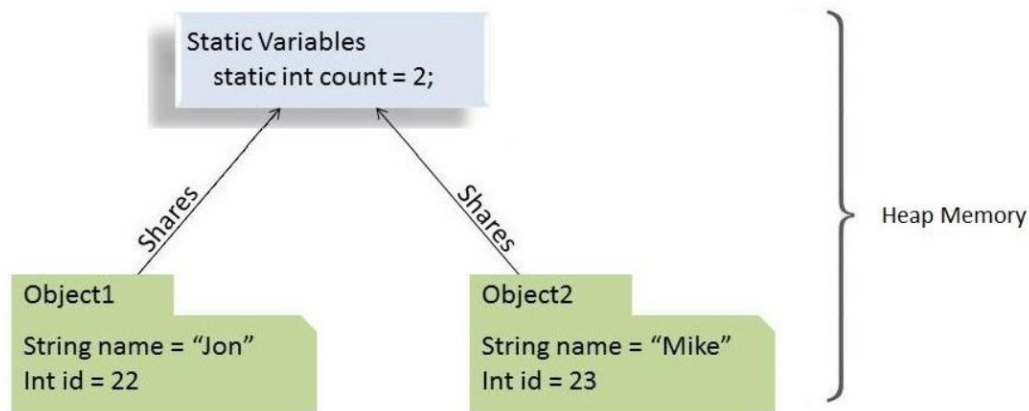 Static Variables
static int count = 2;
Shares
Shares
Heap Memory
Object1
String name = “Jon”
Int id = 22
Object2
String name = “Mike”
Int id = 23